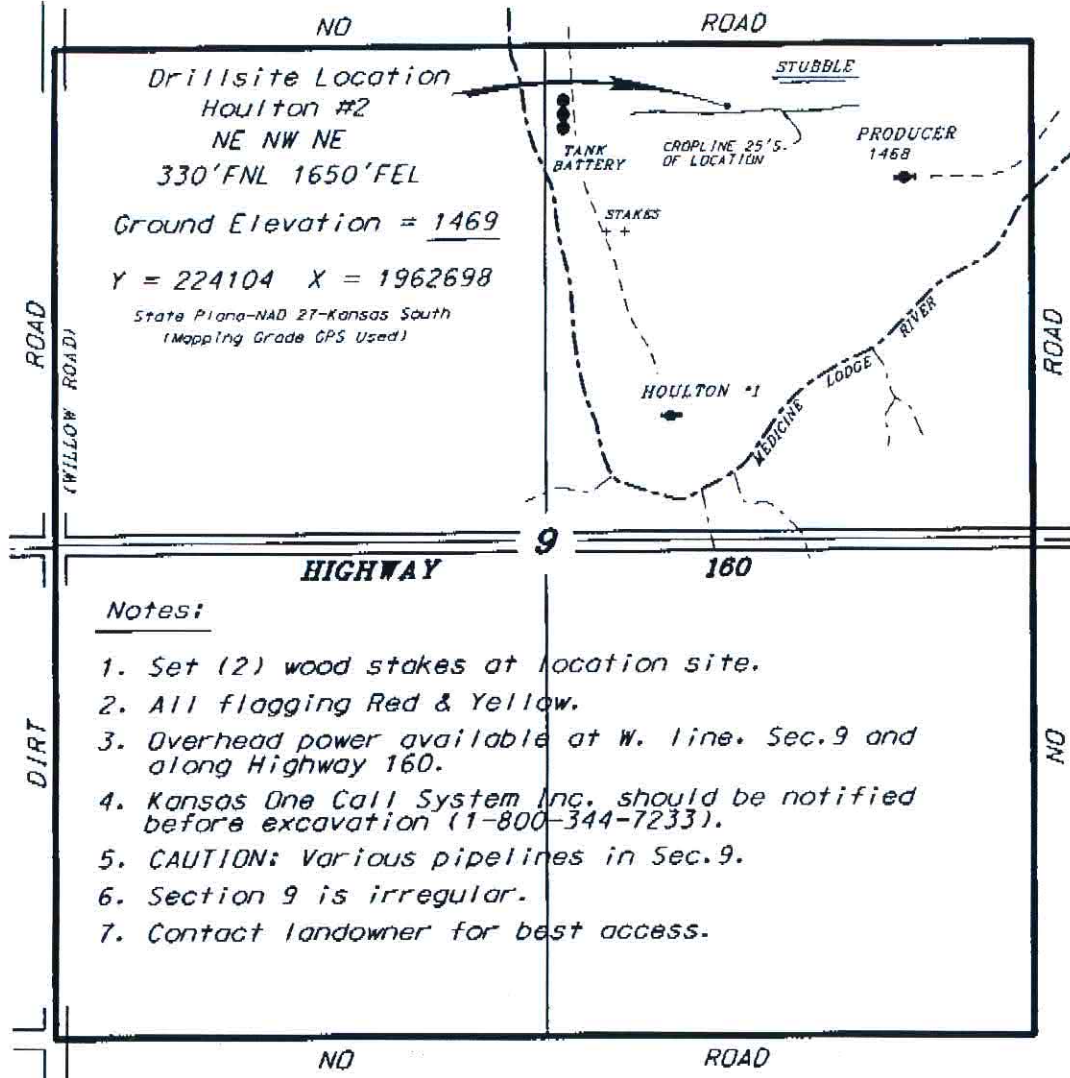 NO ROAD
Drillsite Location
Houlton #2
NE NW NE
330'FNL 1650'FEL
Ground Elevation = 1469
Y = 224104 X = 1962698
State Plane-NAD 27-Kansas South
(Mapping Grade GPS Used)
STUBBLE
TANK
BATTERY
CROPLINE 25'S.
OF LOCATION
PRODUCER
1468
STAKES
HOULTON #1
MEDICINE LODGE RIVER
ROAD
(WILLOW ROAD)
ROAD
9
HIGHWAY 160
Notes:
1. Set (2) wood stakes at location site.
2. All flagging Red & Yellow.
3. Overhead power available at W. line. Sec.9 and
along Highway 160.
4. Kansas One Call System Inc. should be notified
before excavation (1-800-344-7233).
5. CAUTION: Various pipelines in Sec.9.
6. Section 9 is irregular.
7. Contact landowner for best access.
DIRT
NO
NO ROAD